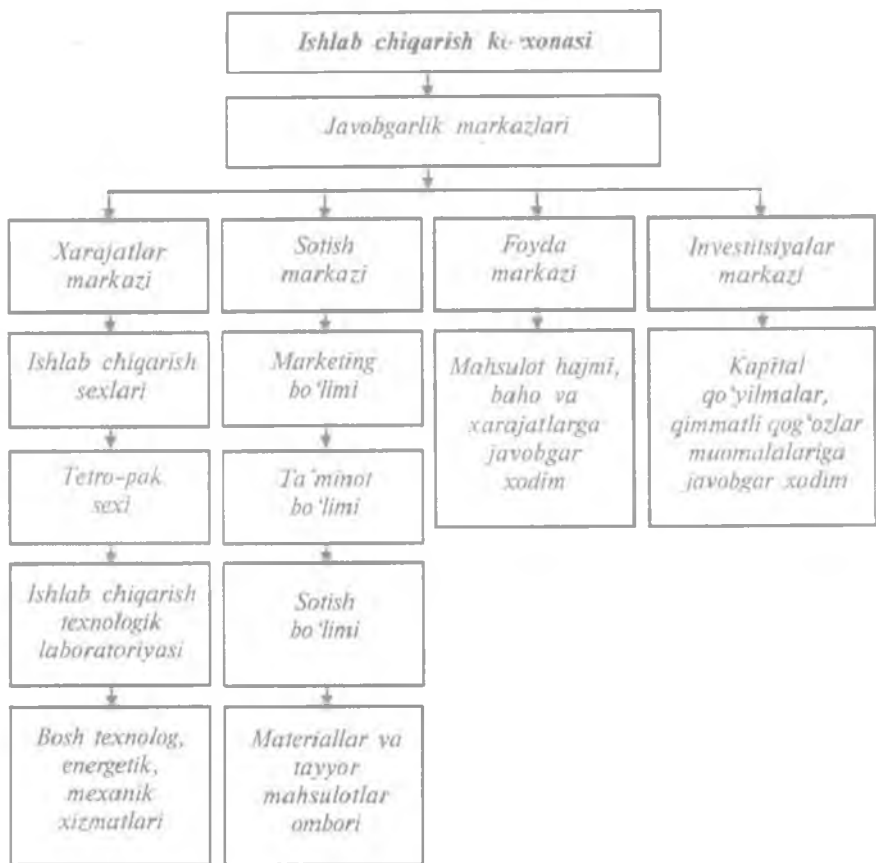 Ishlab chiqarish ko‘rxonasi
Javobgarlik markazlari
Xarajatlar
markazi
Sotish
markazi
Foyda
markazi
Investitsiyalar
markazi
Ishlab chiqarish
sexlari
Marketing
bo‘limi
Mahsulot hajmi,
baho va
xarajatlarga
javobgar
xodim
Kapital
qo‘yilmalar,
qimmatli qog‘ozlar
muomalalariga
javobgar xodim
Tetro-pak
sexi
Ta’minot
bo‘limi
Ishlab chiqarish
texnologik
laboratoriyasi
Sotish
bo‘limi
Bosh texnolog,
energetik,
mexanik
xizmatlari
Materiallar va
tayyor
mahsulotlar
ombori